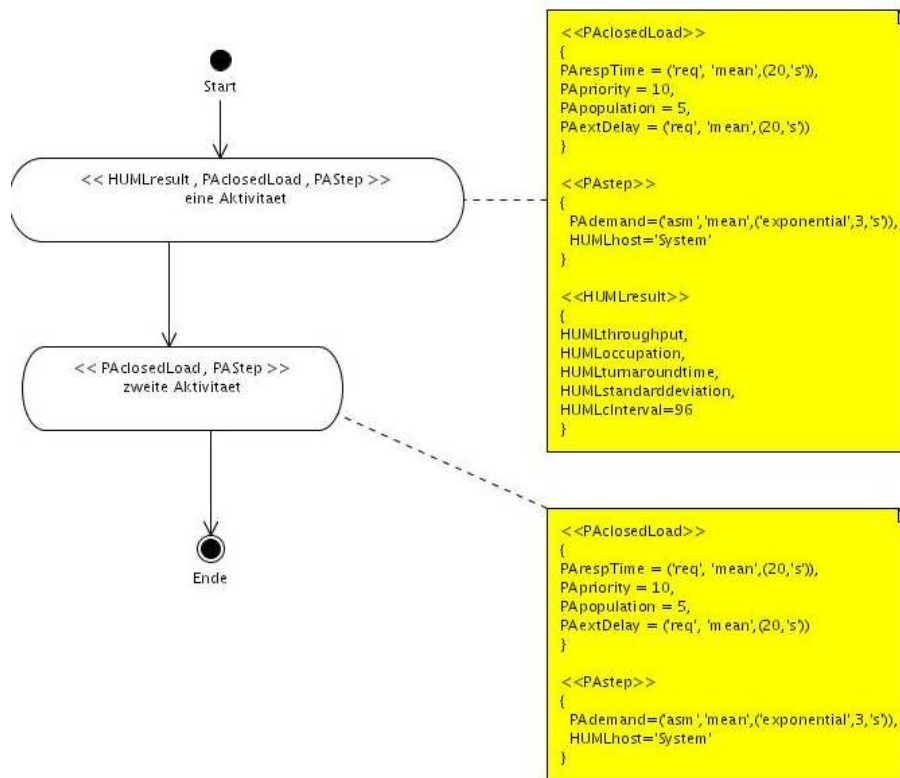 Start
<< HUMLresult , PAclosedLoad , PAStep >>
eine Aktivitaet
<< PAclosedLoad , PAStep >>
zweite Aktivitaet
Ende
<<PAclosedLoad>>
{
PArespTime = ('req', 'mean',(20,'s')),
PApriority = 10,
PApopulation = 5,
PAextDelay = ('req', 'mean',(20,'s'))
}
<<PAstep>>
{
PAdemand=('asm','mean',('exponential',3,'s')),
HUMLhost='System'
}
<<HUMLresult>>
{
HUMLthroughput,
HUMLoccupation,
HUMLturnaroundtime,
HUMLstandarddeviation,
HUMLcInterval=96
}
<<PAclosedLoad>>
{
PArespTime = ('req', 'mean',(20,'s')),
PApriority = 10,
PApopulation = 5,
PAextDelay = ('req', 'mean',(20,'s'))
}
<<PAstep>>
{
PAdemand=('asm','mean',('exponential',3,'s')),
HUMLhost='System'
}